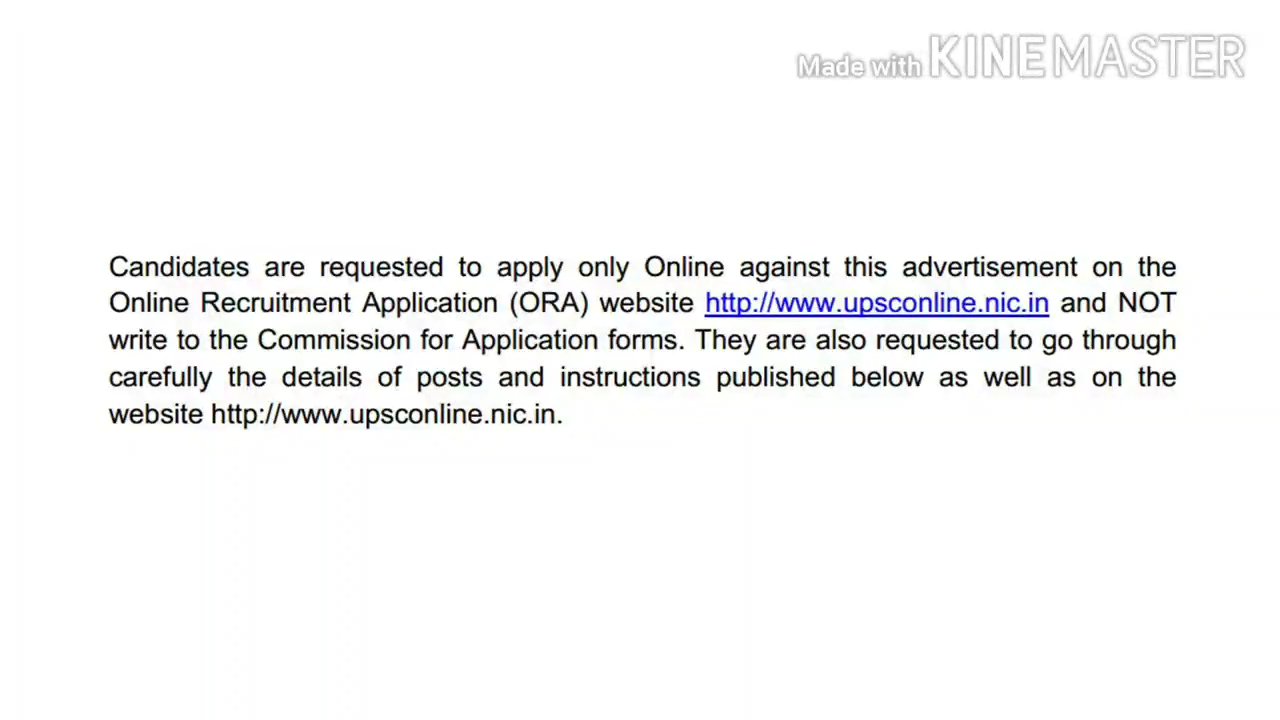 Made with KINEMASTER
Candidates are requested to apply only Online against this advertisement on the
Online Recruitment Application (ORA) website http://www.upsconline.nic.in and NOT
write to the Commission for Application forms. They are also requested to go through
carefully the details of posts and instructions published below as well as on the
website http://www.upsconline.nic.in.